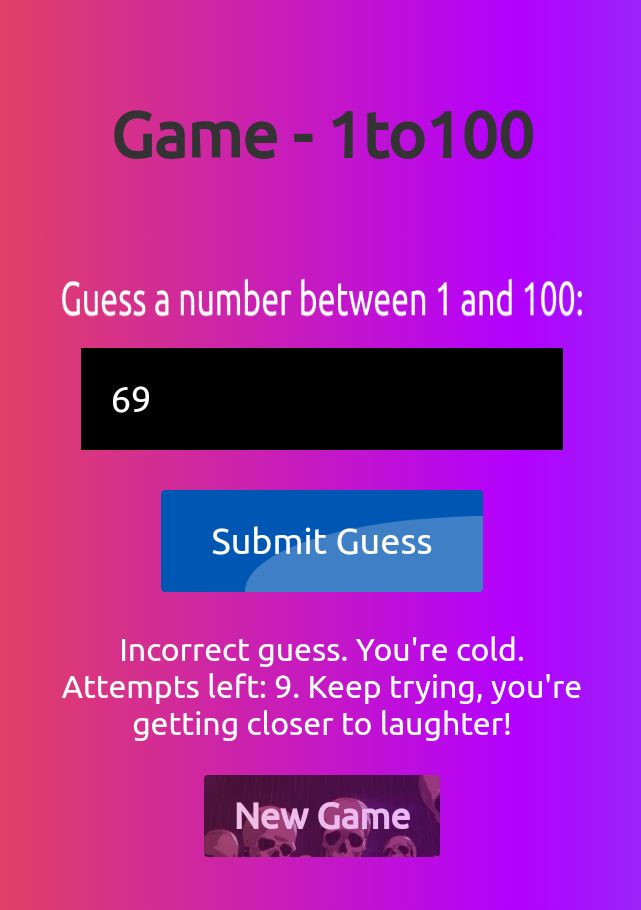 Game - 1to100
Guess a number between 1 and 100:
69
Submit Guess
Incorrect guess. You're cold.
Attempts left: 9. Keep trying, you're
getting closer to laughter!
New Game